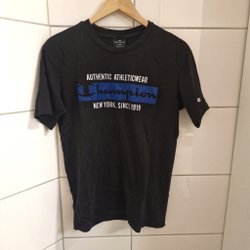 AUTHENTIC ATHLETICWEAR
Champion
NEW YORK, SINCE 1919